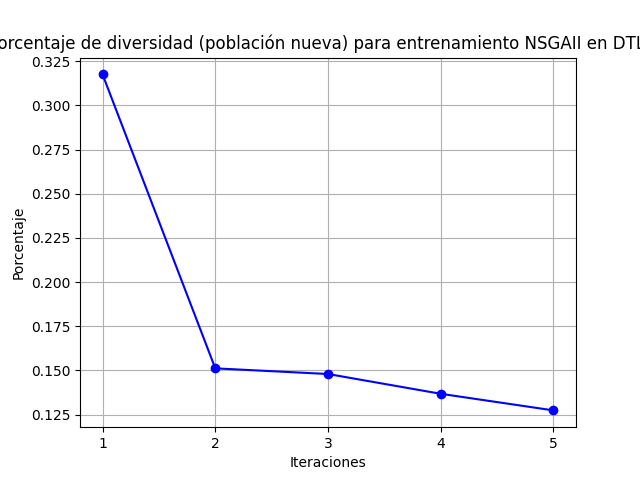 orcentaje de diversidad (población nueva) para entrenamiento NSGAII en DTL
0.325
0.300
0.275
0.250
0.225
0.200
0.175
0.150
0.125
Porcentaje
1 2 3 4 5
Iteraciones